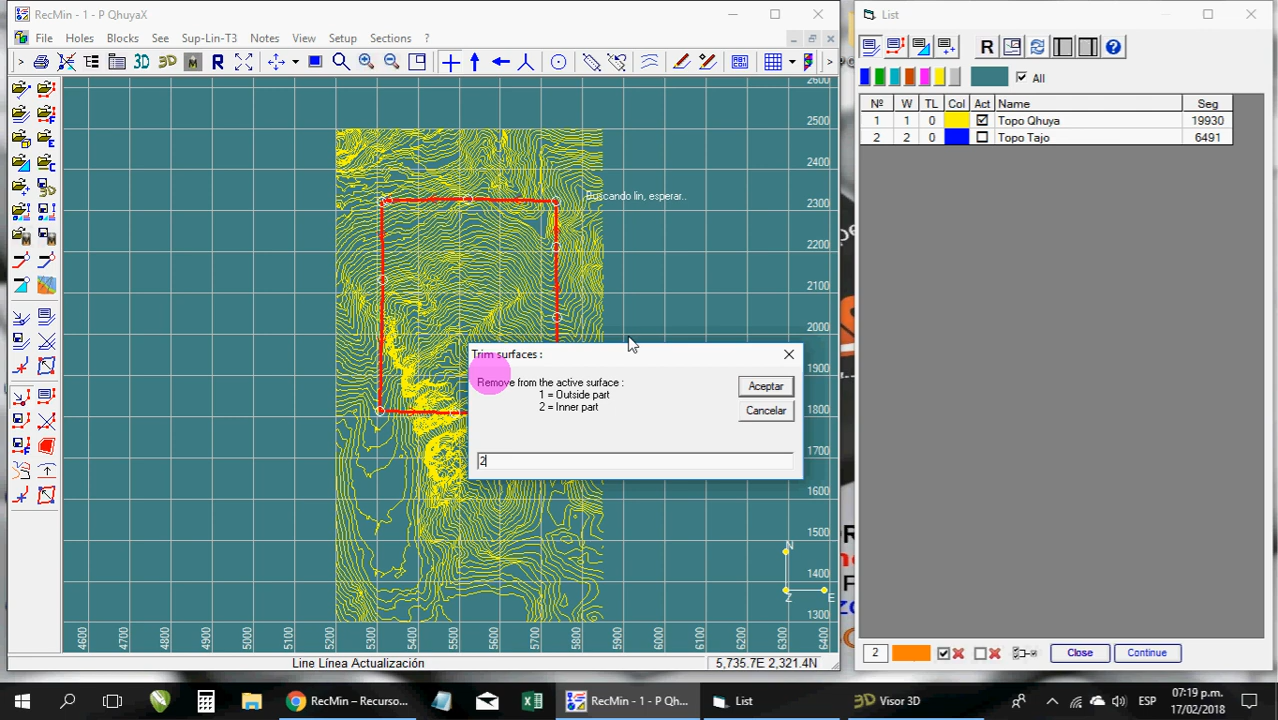 RecMin - 1 - P QhuyaX
File Holes Blocks See Sup-Lin-T3 Notes View Setup Sections ?
3D 3D M R
2600
2500
2400
2300
2200
2100
2000
1900
1800
1700
1600
1500
1400
1300
Buscando lin, esperar..
Trim surfaces :
Remove from the active surface :
1 = Outside part
2 = Inner part
Aceptar
Cancelar
2
N
Z E
4600 4700 4800 4900 5000 5100 5200 5300 5400 5500 5600 5700 5800 5900 6000 6100 6200 6300 6400
Line Línea Actualización 5,735.7E 2,321.4N
List
R
All
Nº W TL Col Act Name Seg
1 1 0 Topo Qhuya 19930
2 2 0 Topo Tajo 6491
2 Close Continue
RecMin – Recurso... RecMin - 1 - P Qh... List Visor 3D ESP 07:19 p.m.
17/02/2018